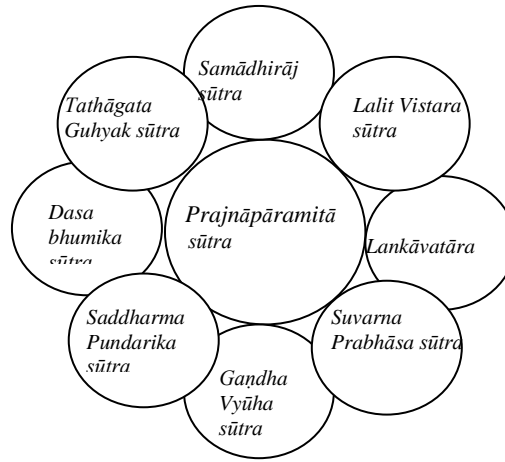 Samādhirāj
sūtra
Tathāgata
Guhyak sūtra
Lalit Vistara
sūtra
Prajnāpāramitā
sūtra
Dasa
bhumika
sūtra
Lankāvatāra
Saddharma
Pundarika sūtra
Suvarna
Prabhāsa sūtra
Gaṇdha
Vyūha
sūtra